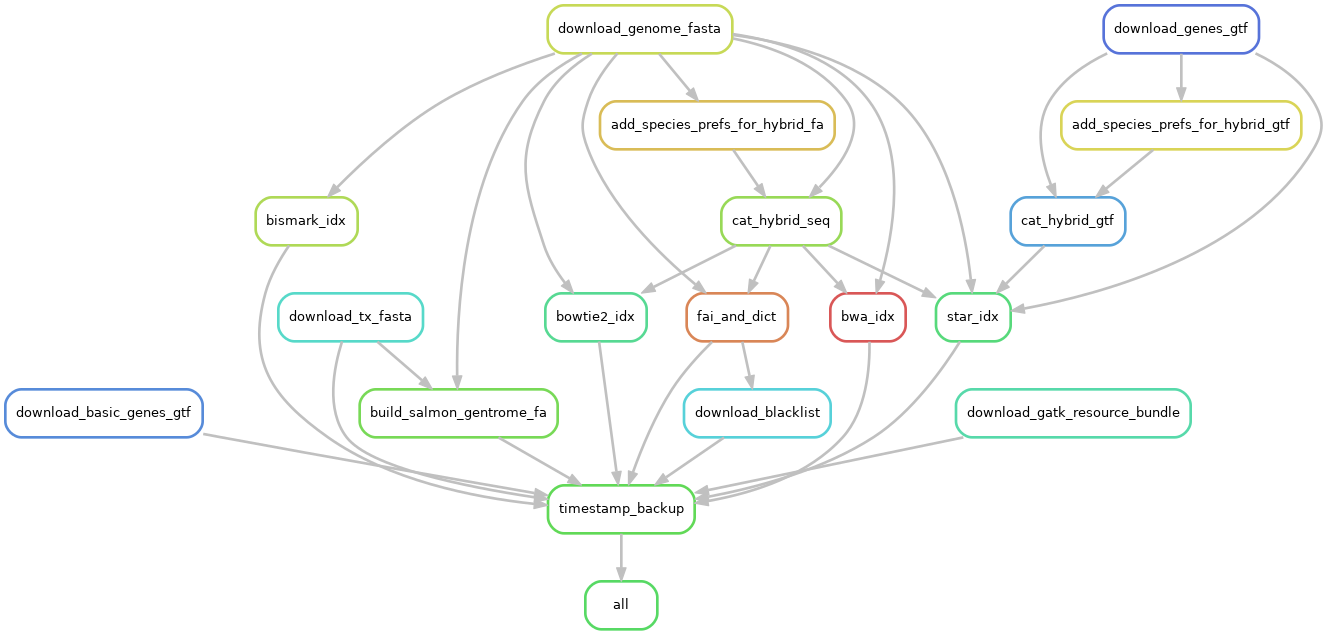 download_genome_fasta
download_genes_gtf
add_species_prefs_for_hybrid_fa
add_species_prefs_for_hybrid_gtf
bismark_idx
cat_hybrid_seq
cat_hybrid_gtf
download_tx_fasta
bowtie2_idx
fai_and_dict
bwa_idx
star_idx
download_basic_genes_gtf
build_salmon_gentrome_fa
download_blacklist
download_gatk_resource_bundle
timestamp_backup
all